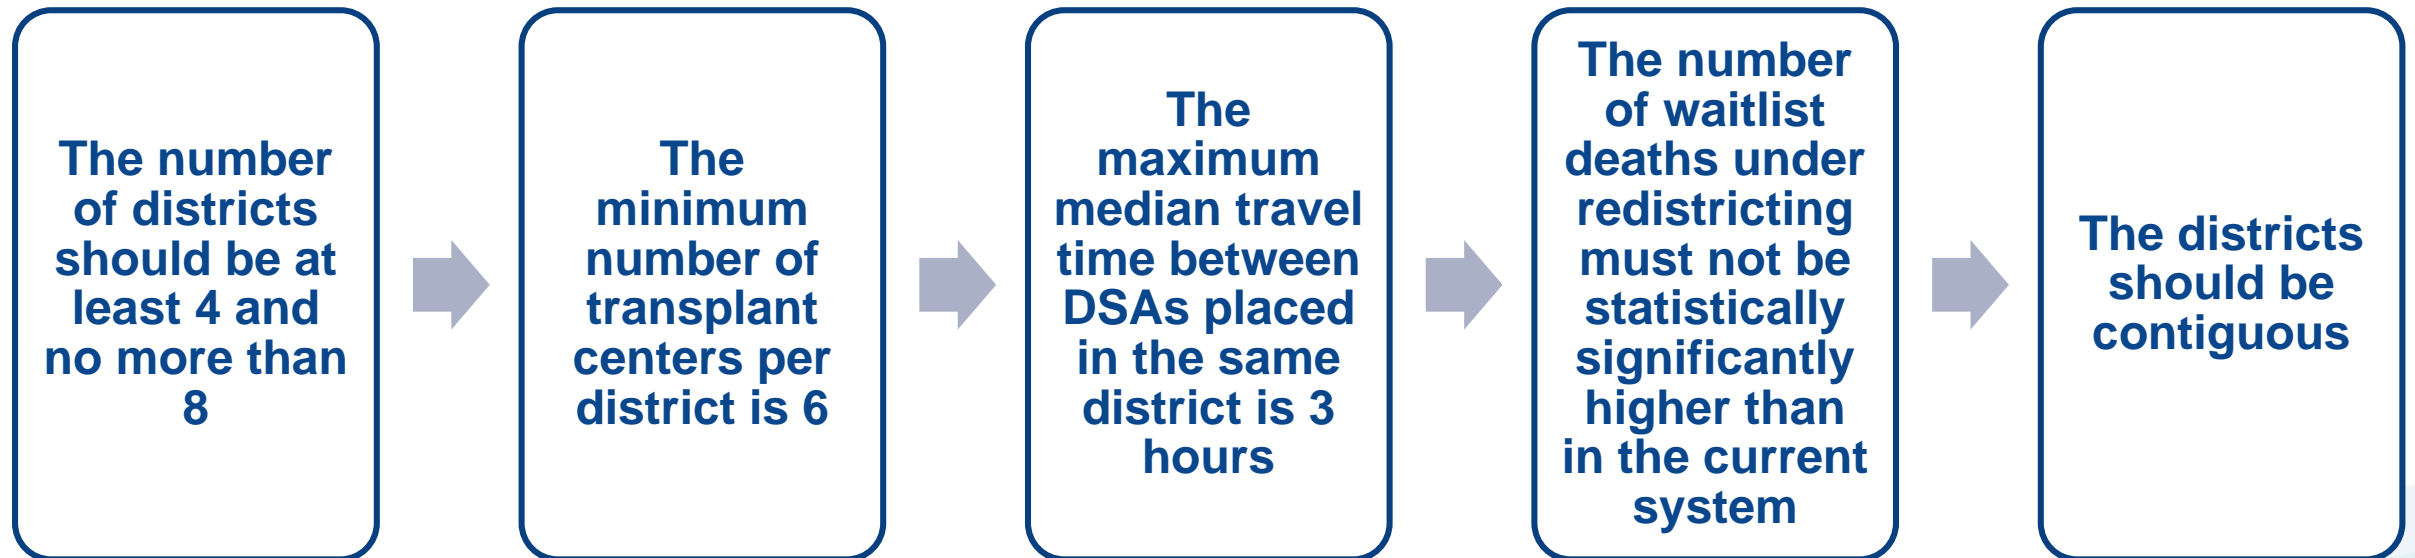 The number
of districts
should be at
least 4 and
no more than
8
The
minimum
number of
transplant
centers per
district is 6
The
maximum
median travel
time between
DSAs placed
in the same
district is 3
hours
The number
of waitlist
deaths under
redistricting
must not be
statistically
significantly
higher than
in the current
system
The districts
should be
contiguous